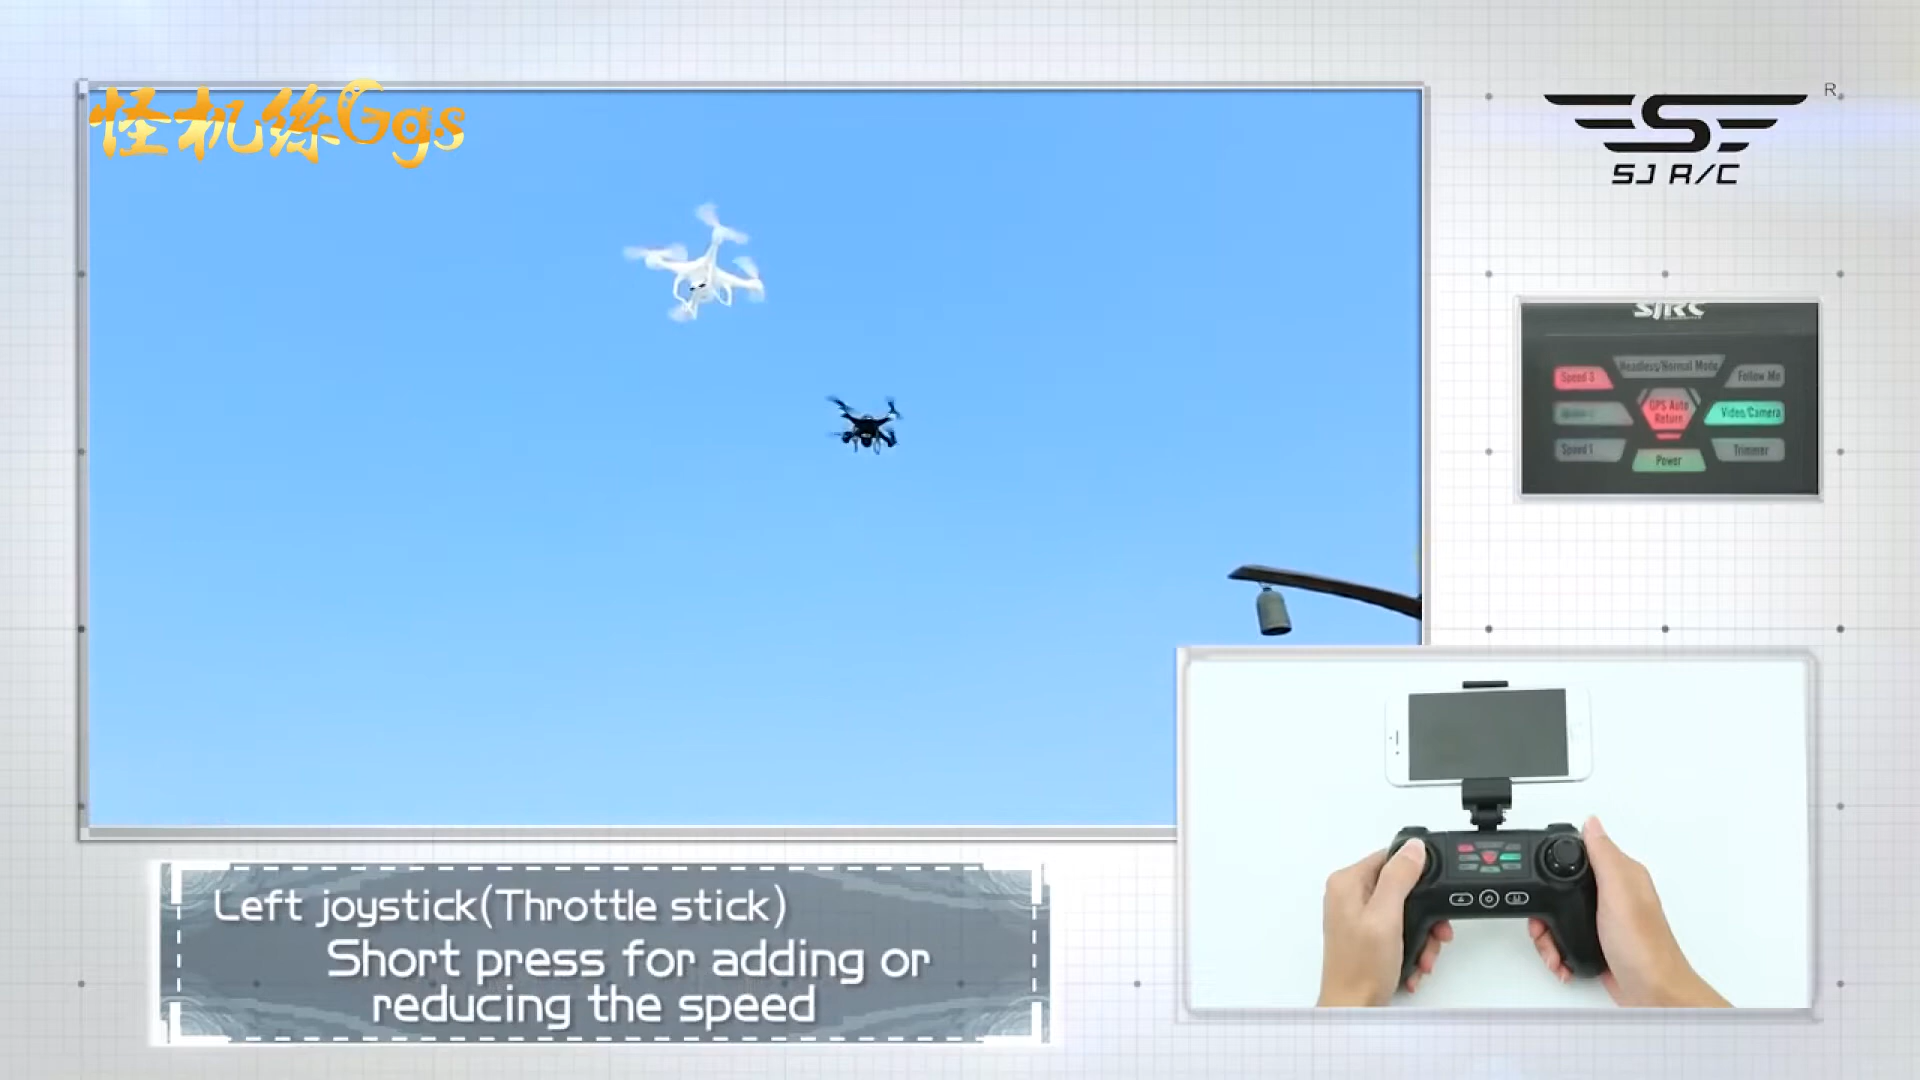 怪机络Ggs
R
SJ R/C
SJRC
Headless/Normal Mode
Speed 3
Follow Me
GPS Auto
Return
Video/Camera
Speed 1
Trimmer
Power
Left joystick(Throttle stick)
Short press for adding or
reducing the speed